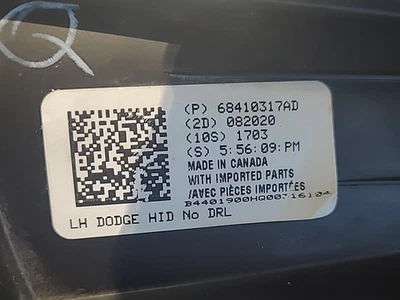 Q
(P) 68410317AD
(2D) 082020
(10S) 1703
(S) 5:56:09:PM
MADE IN CANADA
WITH IMPORTED PARTS
/AVEC PIÈCES IMPORTÉES
LH DODGE HID No DRL